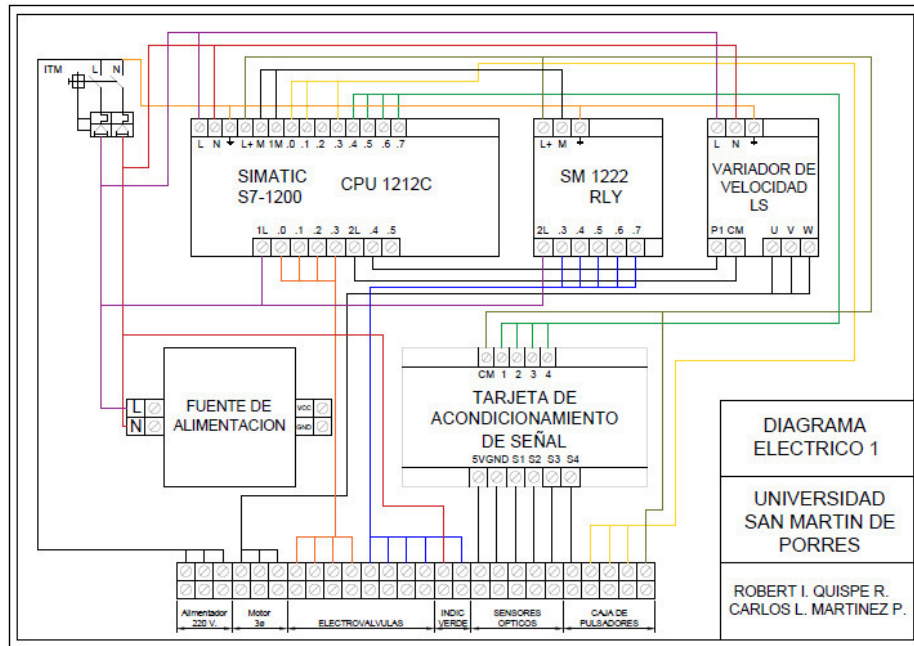 ITM L N
L N L+ M 1M .0 .1 .2 .3 .4 .5 .6 .7
SIMATIC
S7-1200
CPU 1212C
1L .0 .1 .2 .3 2L .4 .5
L+ M
SM 1222
RLY
2L .3 .4 .5 .6 .7
L N
VARIADOR DE
VELOCIDAD
LS
P1 CM U V W
L
N
FUENTE DE
ALIMENTACION
VCC
GND
CM 1 2 3 4
TARJETA DE
ACONDICIONAMIENTO
DE SEÑAL
5V GND S1 S2 S3 S4
DIAGRAMA
ELECTRICO 1
UNIVERSIDAD
SAN MARTIN DE
PORRES
ROBERT I. QUISPE R.
CARLOS L. MARTINEZ P.
Alimentador
220 V.
Motor
3ø
ELECTROVALVULAS
INDIC
VERDE
SENSORES
OPTICOS
CAJA DE
PULSADORES